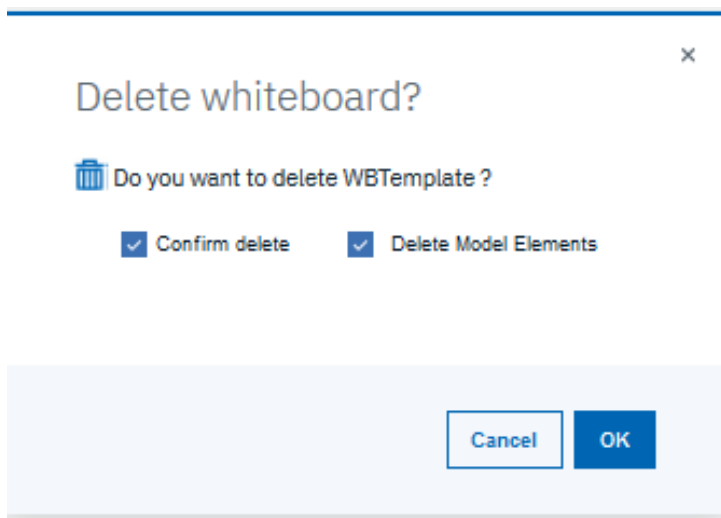 Delete whiteboard?
Do you want to delete WBTemplate ?
Confirm delete Delete Model Elements
Cancel OK